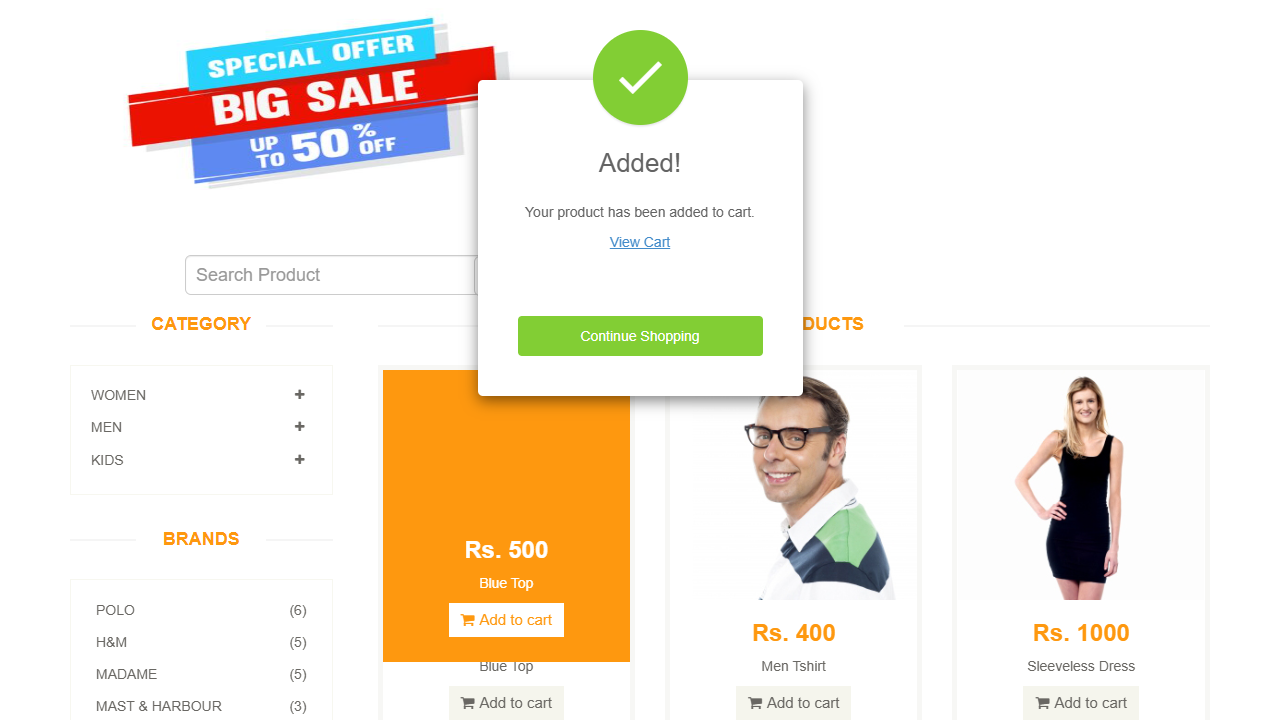 SPECIAL OFFER
BIG SALE
UP TO 50% OFF
Added!
Your product has been added to cart.
View Cart
Continue Shopping
Search Product
CATEGORY
WOMEN
MEN
KIDS
BRANDS
POLO (6)
H&M (5)
MADAME (5)
MAST & HARBOUR (3)
DUCTS
Rs. 500
Blue Top
Add to cart
Blue Top
Add to cart
Rs. 400
Men Tshirt
Add to cart
Rs. 1000
Sleeveless Dress
Add to cart